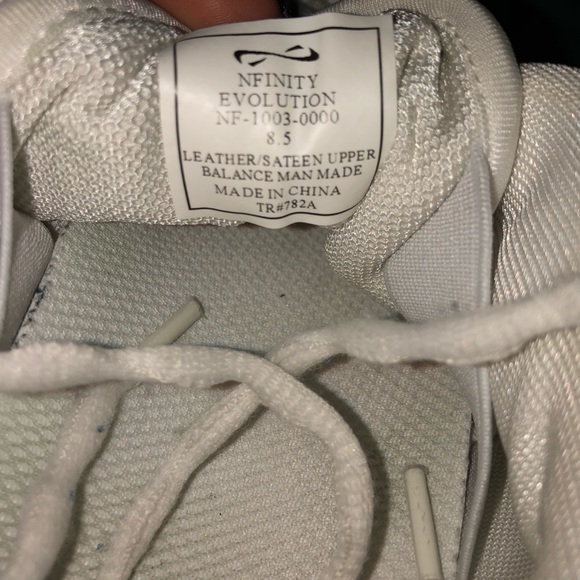 NFINITY
EVOLUTION
NF-1003-0000
8.5
LEATHER/SATEEN UPPER
BALANCE MAN MADE
MADE IN CHINA
TR#782A